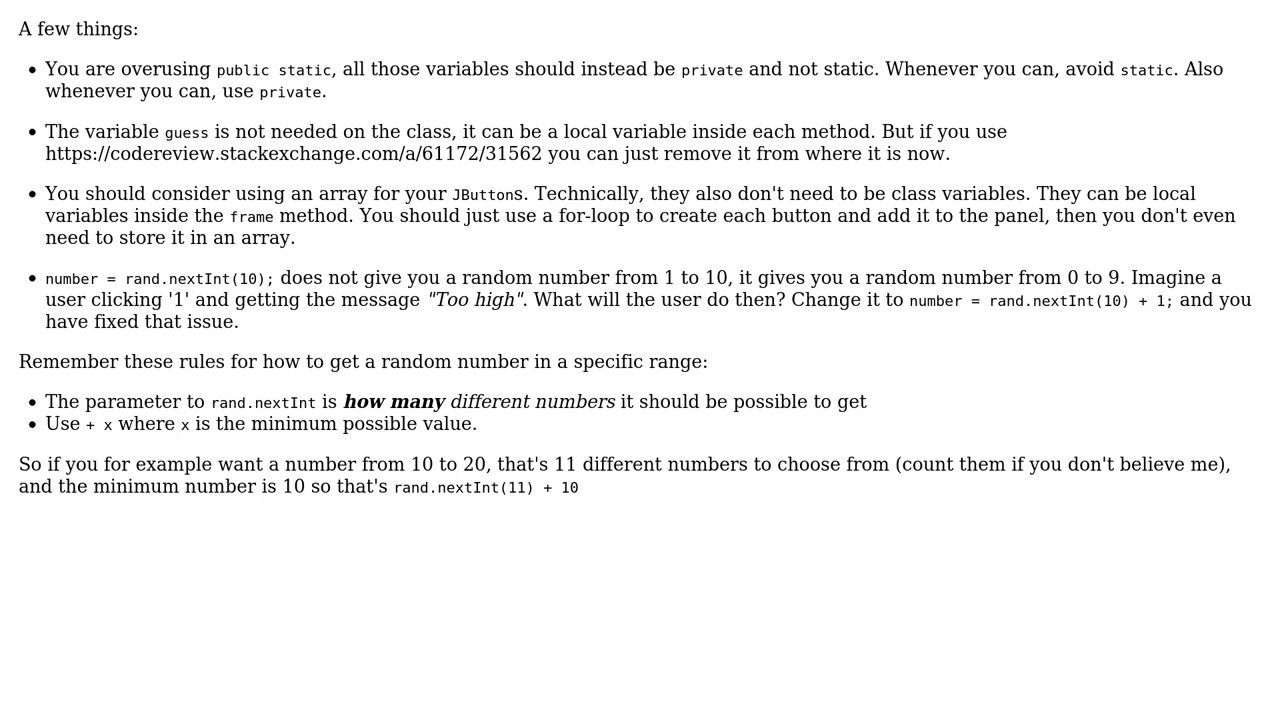 A few things:
• You are overusing public static, all those variables should instead be private and not static. Whenever you can, avoid static. Also
whenever you can, use private.
• The variable guess is not needed on the class, it can be a local variable inside each method. But if you use
https://codereview.stackexchange.com/a/61172/31562 you can just remove it from where it is now.
• You should consider using an array for your JButtons. Technically, they also don't need to be class variables. They can be local
variables inside the frame method. You should just use a for-loop to create each button and add it to the panel, then you don't even
need to store it in an array.
• number = rand.nextInt(10); does not give you a random number from 1 to 10, it gives you a random number from 0 to 9. Imagine a
user clicking '1' and getting the message "Too high". What will the user do then? Change it to number = rand.nextInt(10) + 1; and you
have fixed that issue.
Remember these rules for how to get a random number in a specific range:
• The parameter to rand.nextInt is how many different numbers it should be possible to get
• Use + x where x is the minimum possible value.
So if you for example want a number from 10 to 20, that's 11 different numbers to choose from (count them if you don't believe me),
and the minimum number is 10 so that's rand.nextInt(11) + 10